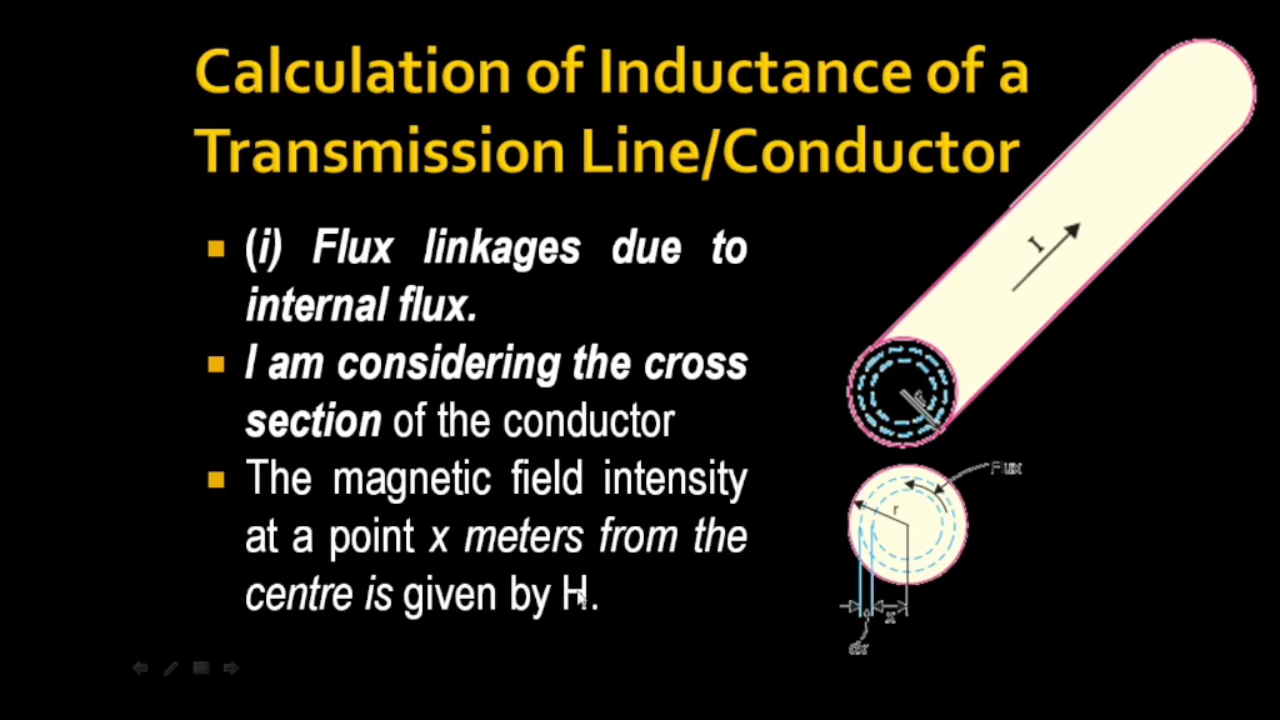 Calculation of Inductance of a
Transmission Line/Conductor
(i) Flux linkages due to
internal flux.
I am considering the cross
section of the conductor
The magnetic field intensity
at a point x meters from the
centre is given by H.
I
r
Flux
r
x
dx